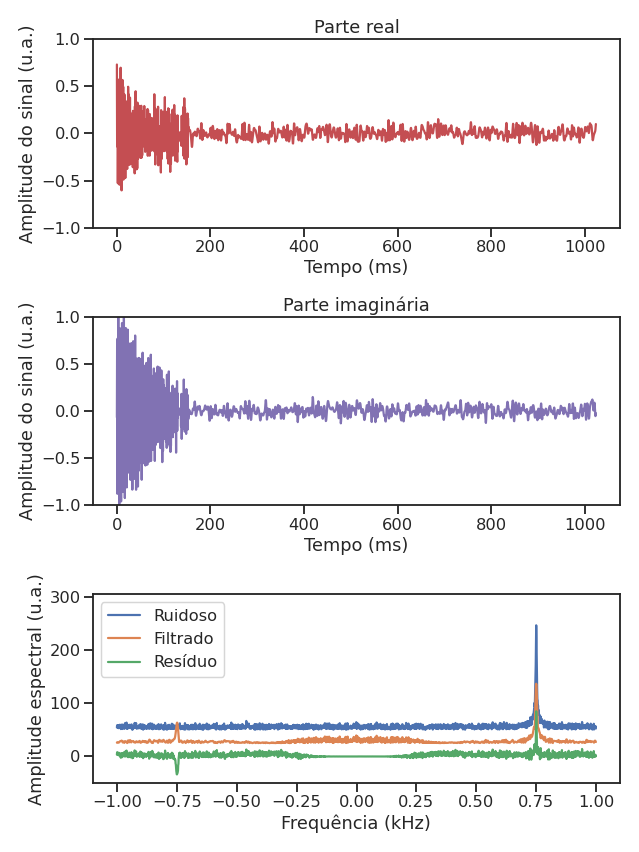 Parte real
Amplitude do sinal (u.a.)
1.0
0.5
0.0
−0.5
−1.0
0 200 400 600 800 1000
Tempo (ms)
Parte imaginária
Amplitude do sinal (u.a.)
1.0
0.5
0.0
−0.5
−1.0
0 200 400 600 800 1000
Tempo (ms)
Amplitude espectral (u.a.)
300
200
100
0
Ruidoso
Filtrado
Resíduo
−1.00 −0.75 −0.50 −0.25 0.00 0.25 0.50 0.75 1.00
Frequência (kHz)